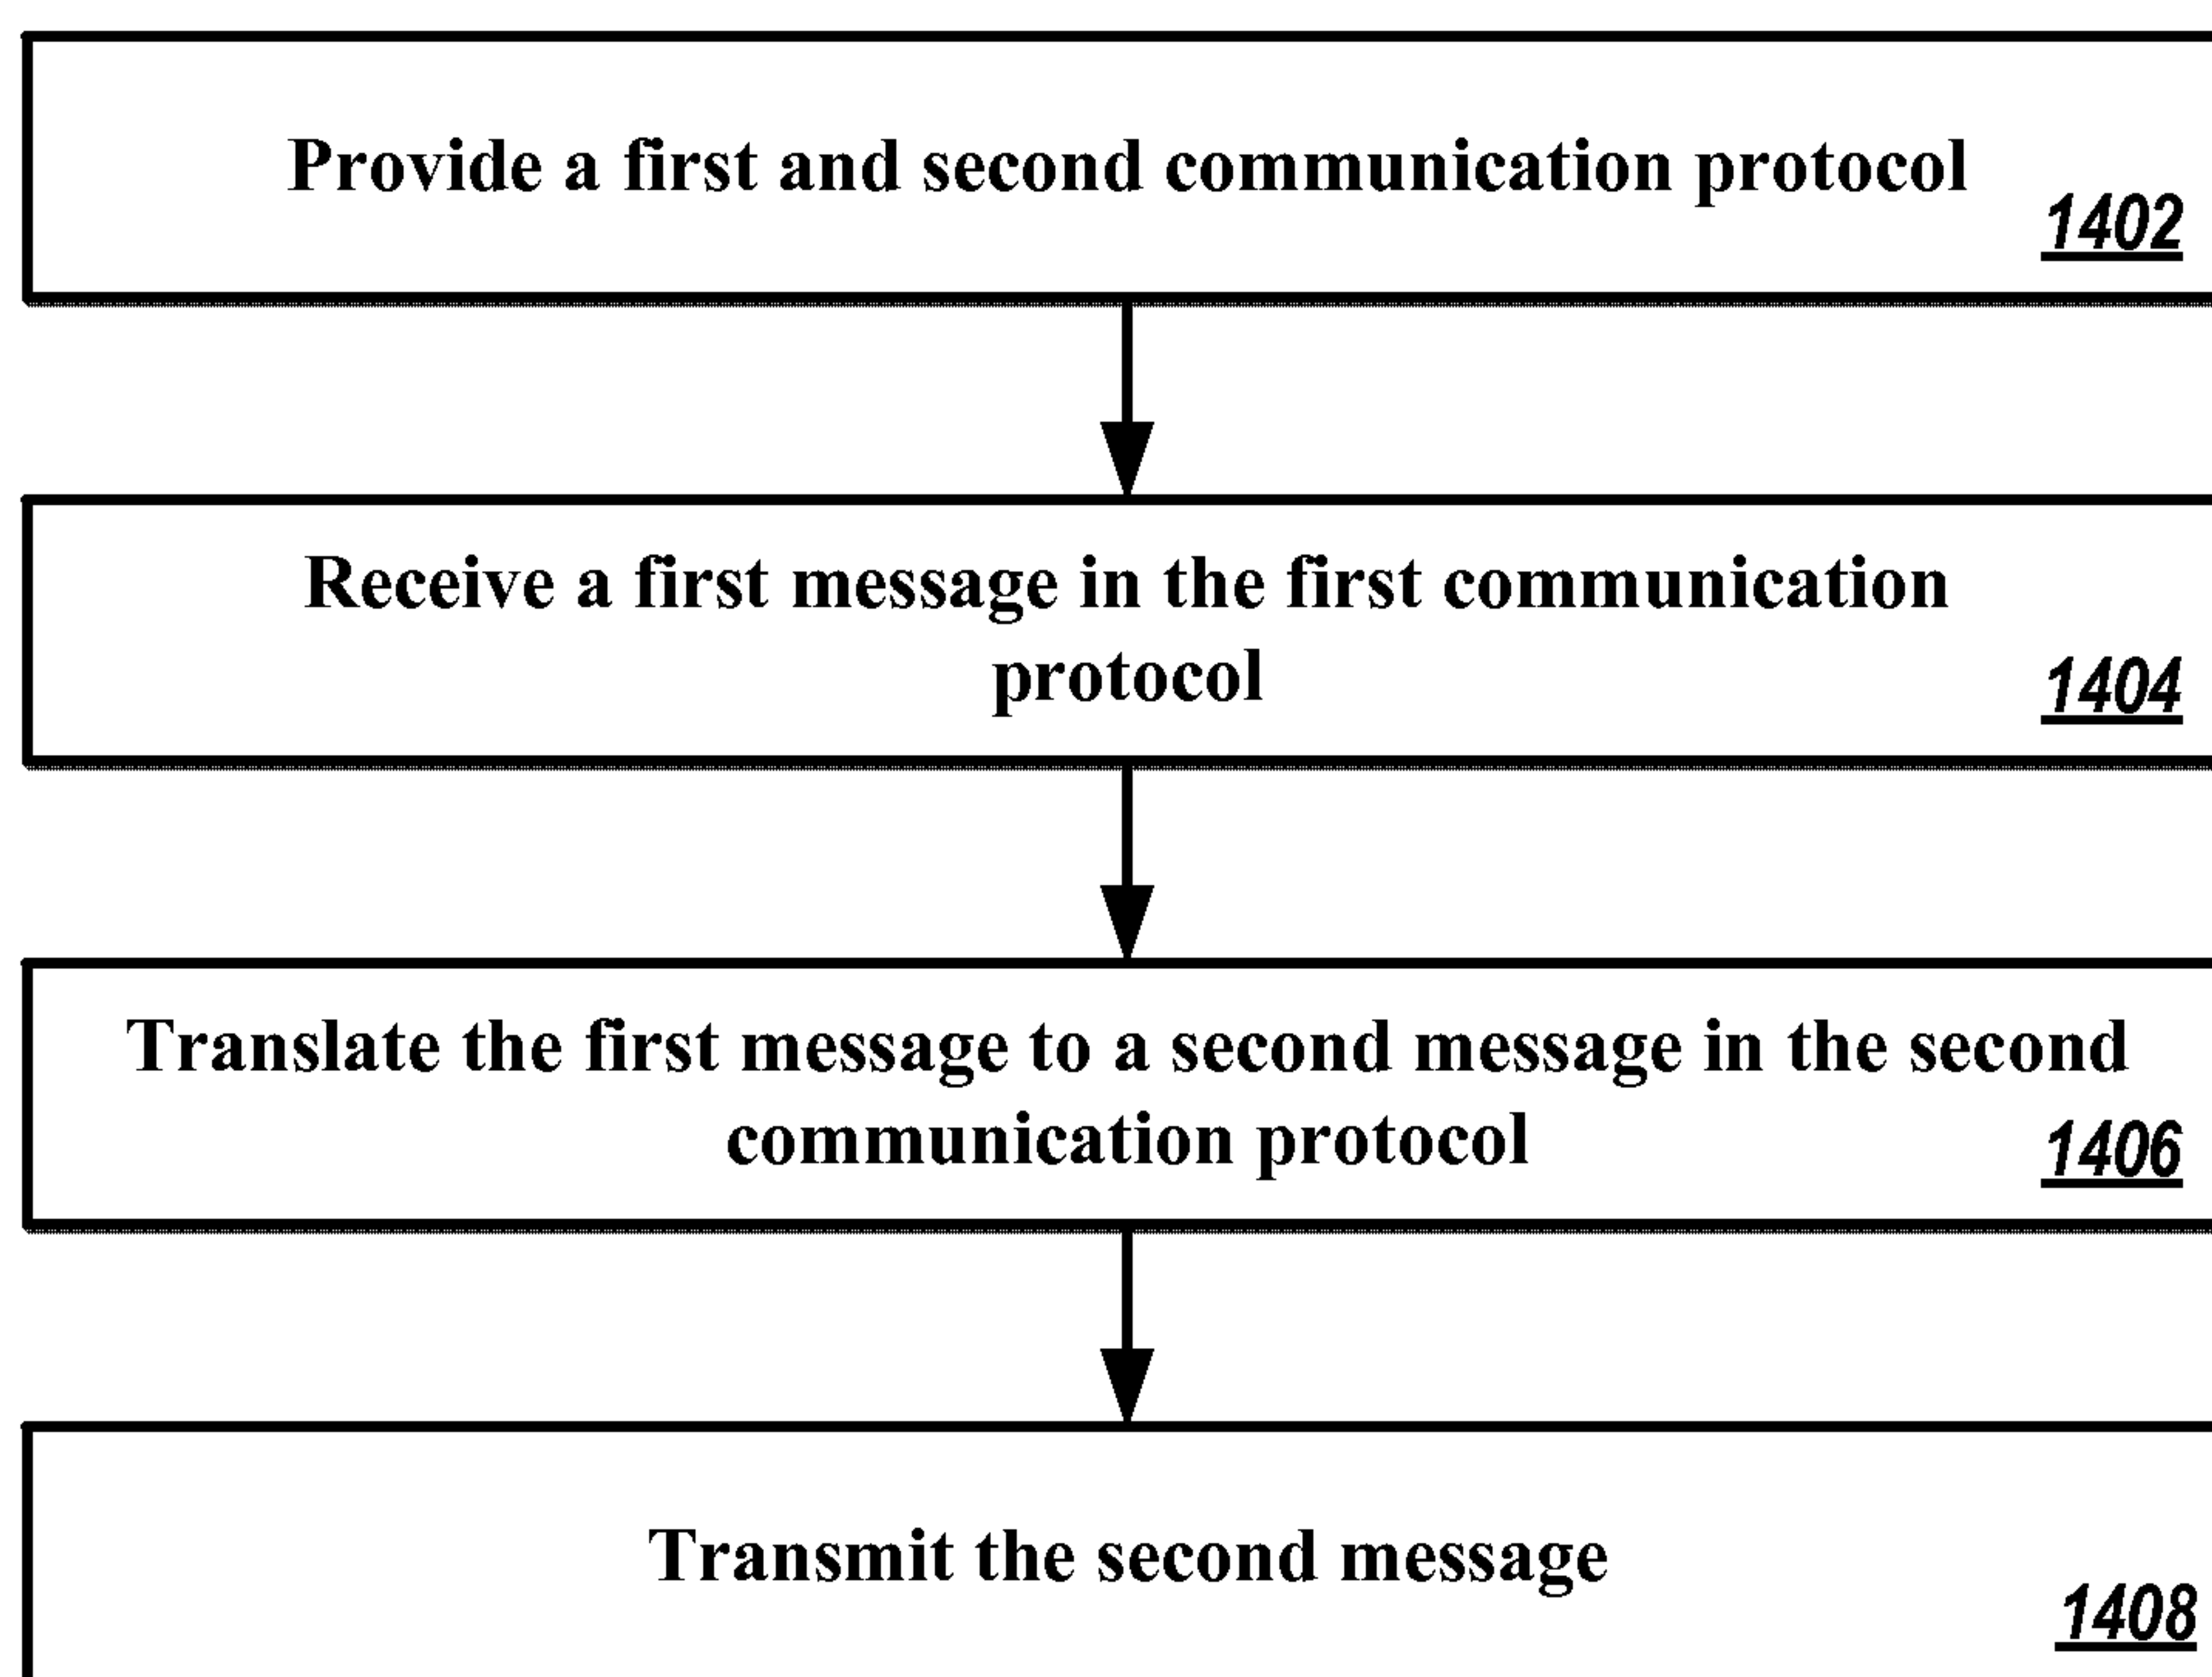 Provide a first and second communication protocol
1402
Receive a first message in the first communication
protocol
1404
Translate the first message to a second message in the second
communication protocol
1406
Transmit the second message
1408